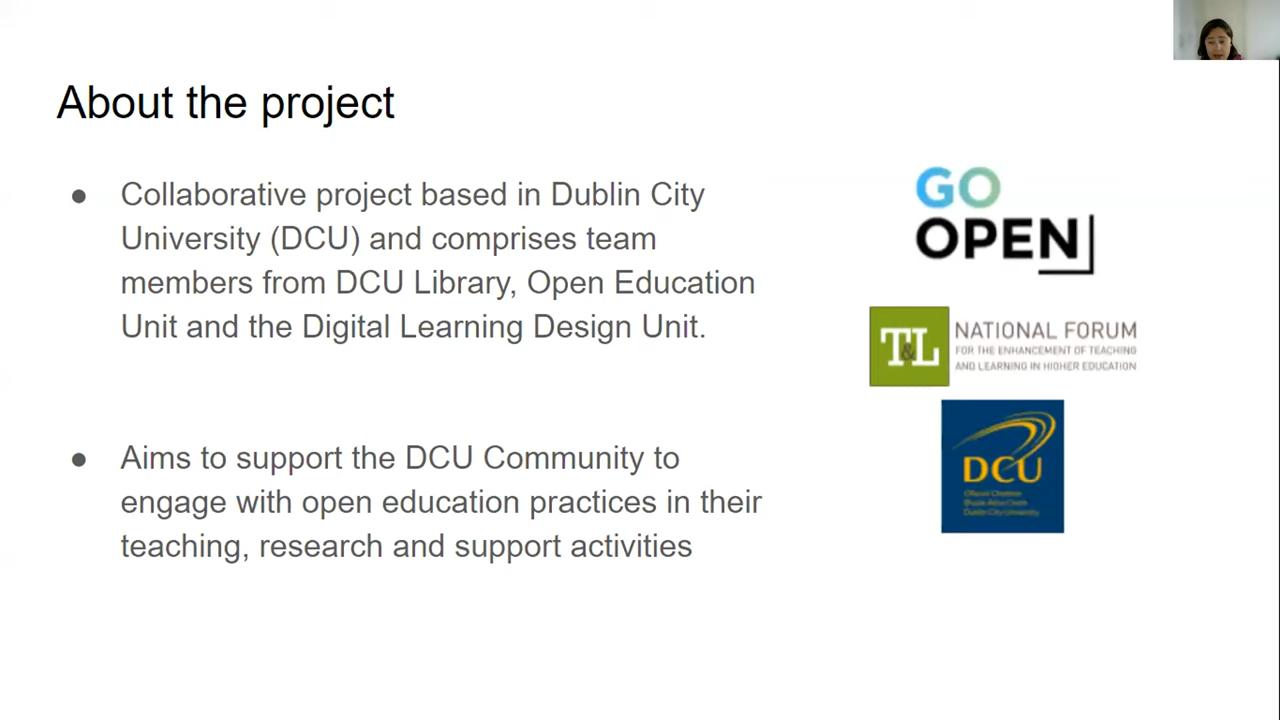 About the project
● Collaborative project based in Dublin City
University (DCU) and comprises team
members from DCU Library, Open Education
Unit and the Digital Learning Design Unit.
● Aims to support the DCU Community to
engage with open education practices in their
teaching, research and support activities
GO
OPEN
T&L
NATIONAL FORUM
FOR THE ENHANCEMENT OF TEACHING
AND LEARNING IN HIGHER EDUCATION
DCU
Dublin City University